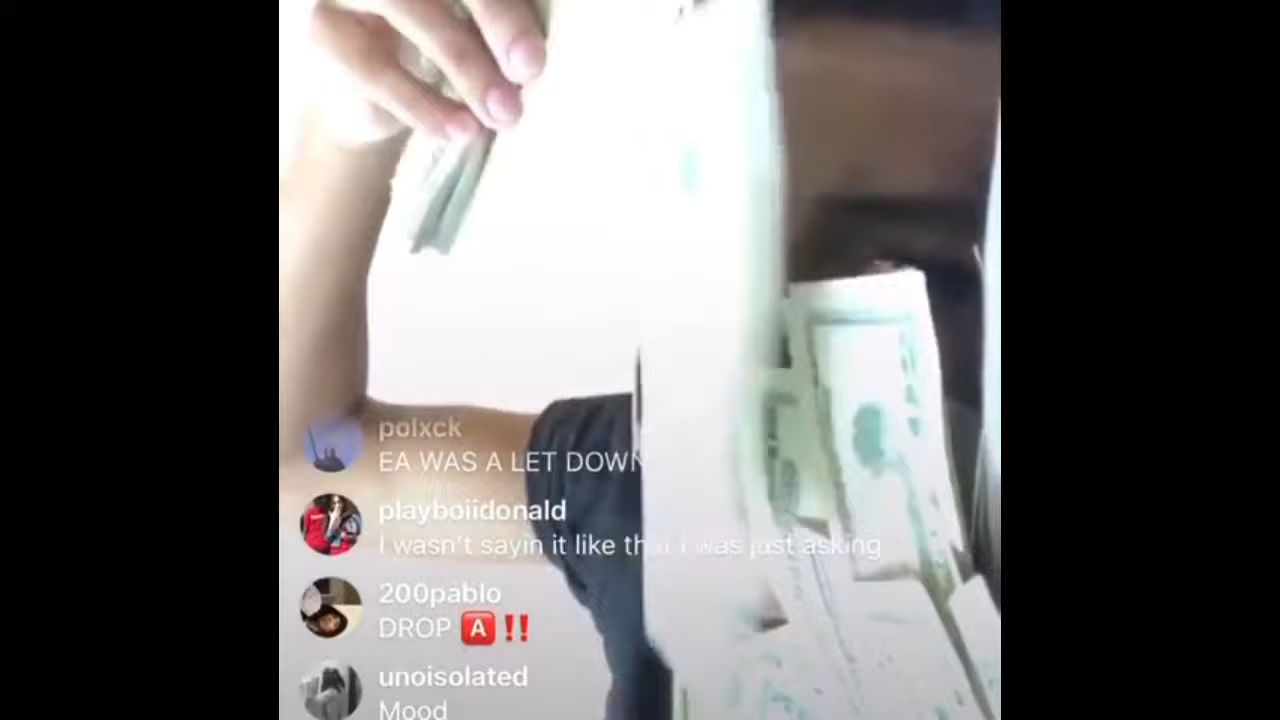 polxck
EA WAS A LET DOWN
playboiidonald
I wasn't sayin it like that I was just asking
200pablo
DROP 🅰️‼️
unoisolated
Mood